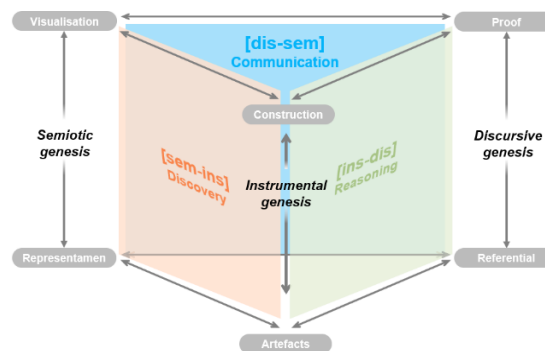 Visualisation
Proof
[dis-sem]
Communication
Construction
Semiotic
genesis
Discursive
genesis
[sem-ins]
Discovery
Instrumental
genesis
[ins-dis]
Reasoning
Representamen
Referential
Artefacts